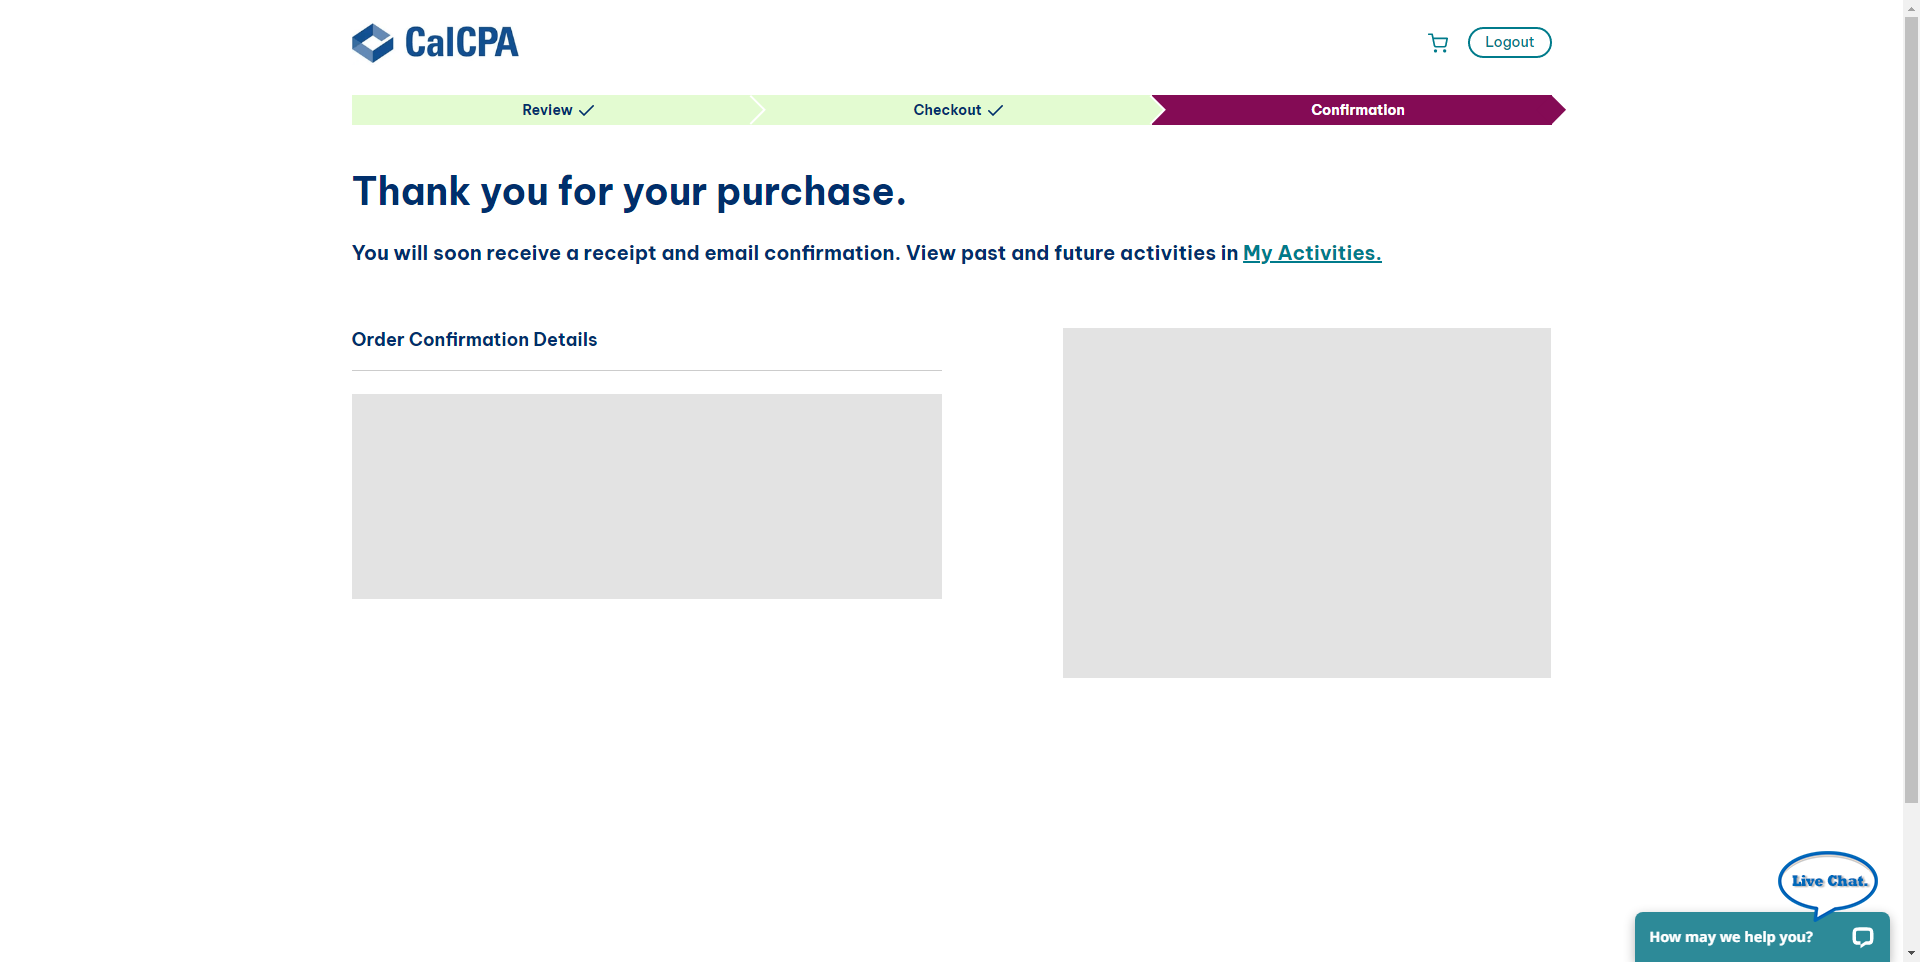 CalCPA
Logout
Review
Checkout
Confirmation
Thank you for your purchase.
You will soon receive a receipt and email confirmation. View past and future activities in My Activities.
Order Confirmation Details
Live Chat.
How may we help you?